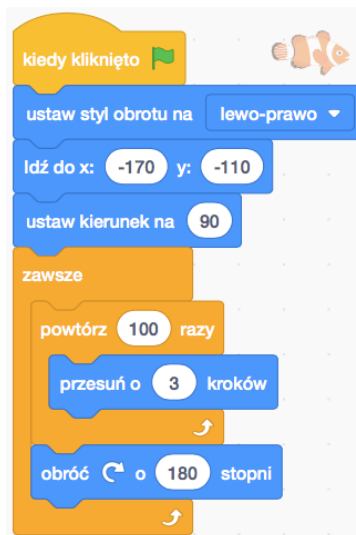 kiedy kliknięto
ustaw styl obrotu na lewo-prawo
Idź do x: -170 y: -110
ustaw kierunek na 90
zawsze
powtórz 100 razy
przesuń o 3 kroków
obróć o 180 stopni